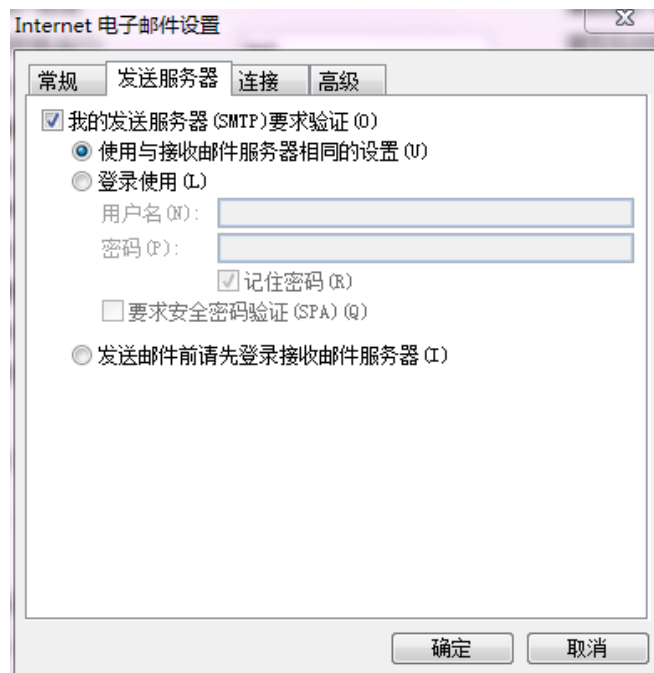 Internet 电子邮件设置
常规 发送服务器 连接 高级
我的发送服务器(SMTP)要求验证(O)
使用与接收邮件服务器相同的设置(U)
登录使用(L)
用户名(N):
密码(P):
记住密码(R)
要求安全密码验证(SPA)(Q)
发送邮件前请先登录接收邮件服务器(I)
确定 取消